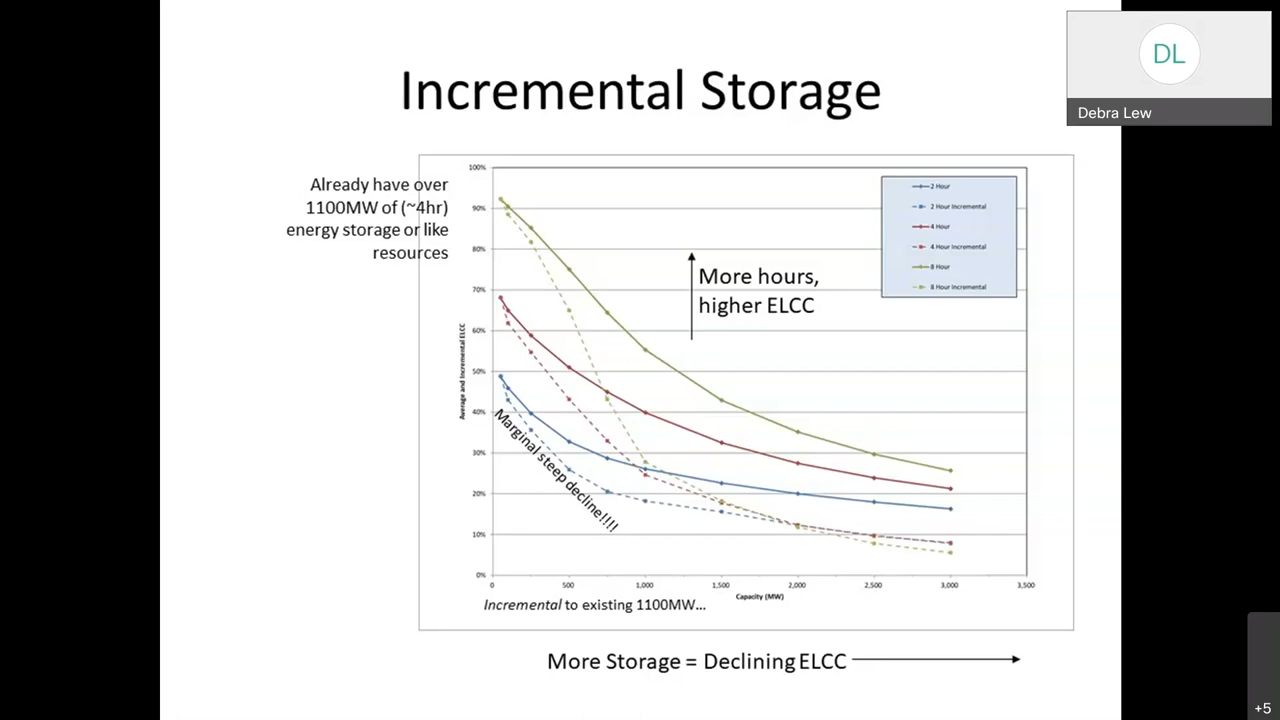 DL
Debra Lew
Incremental Storage
Already have over
1100MW of (~4hr)
energy storage or like
resources
100%
90%
80%
70%
60%
50%
40%
30%
20%
10%
0%
Average and Incremental ELCC
2 Hour
2 Hour Incremental
4 Hour
4 Hour Incremental
8 Hour
8 Hour Incremental
More hours,
higher ELCC
Marginal steep decline!!!!
0
500
1,000
1,500
2,000
2,500
3,000
3,500
Capacity (MW)
Incremental to existing 1100MW...
More Storage = Declining ELCC
+5